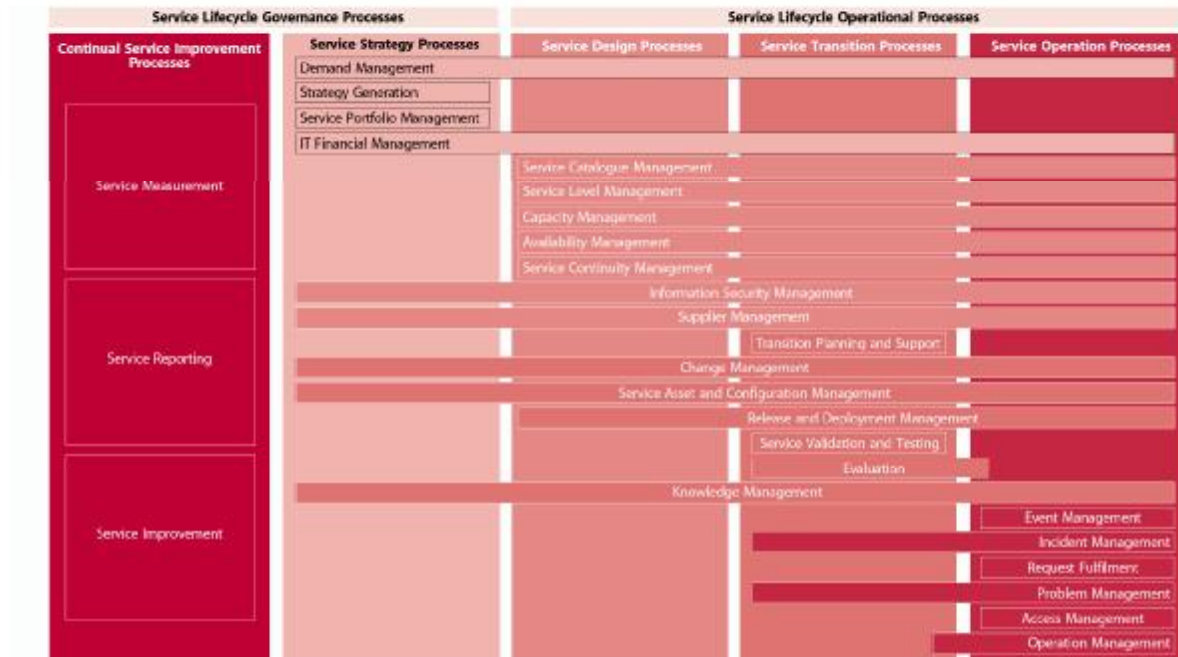 Service Lifecycle Governance Processes
Service Lifecycle Operational Processes
Continual Service Improvement
Processes
Service Strategy Processes
Service Design Processes
Service Transition Processes
Service Operation Processes
Demand Management
Strategy Generation
Service Portfolio Management
IT Financial Management
Service Catalogue Management
Service Measurement
Service Level Management
Capacity Management
Availability Management
Service Continuity Management
Information Security Management
Supplier Management
Transition Planning and Support
Service Reporting
Change Management
Service Asset and Configuration Management
Release and Deployment Management
Service Validation and Testing
Evaluation
Knowledge Management
Event Management
Service Improvement
Incident Management
Request Fulfilment
Problem Management
Access Management
Operation Management